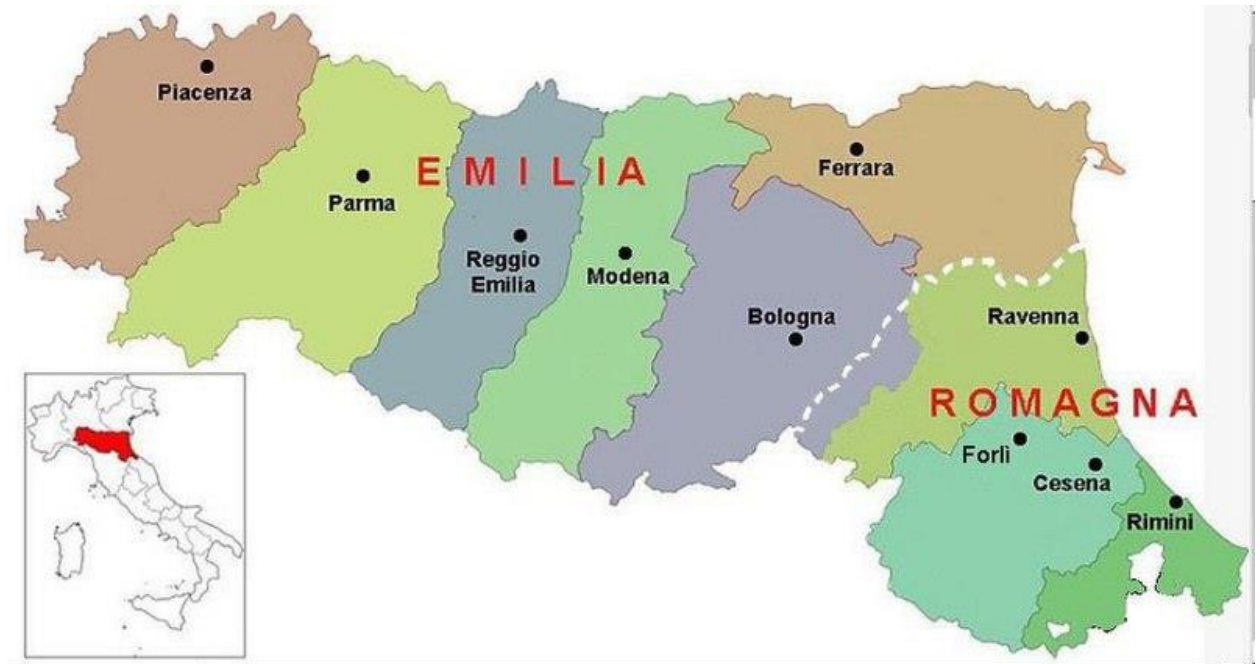 Piacenza
EMILIA
Ferrara
Parma
Reggio
Emilia
Modena
Bologna
Ravenna
ROMAGNA
Forlì
Cesena
Rimini